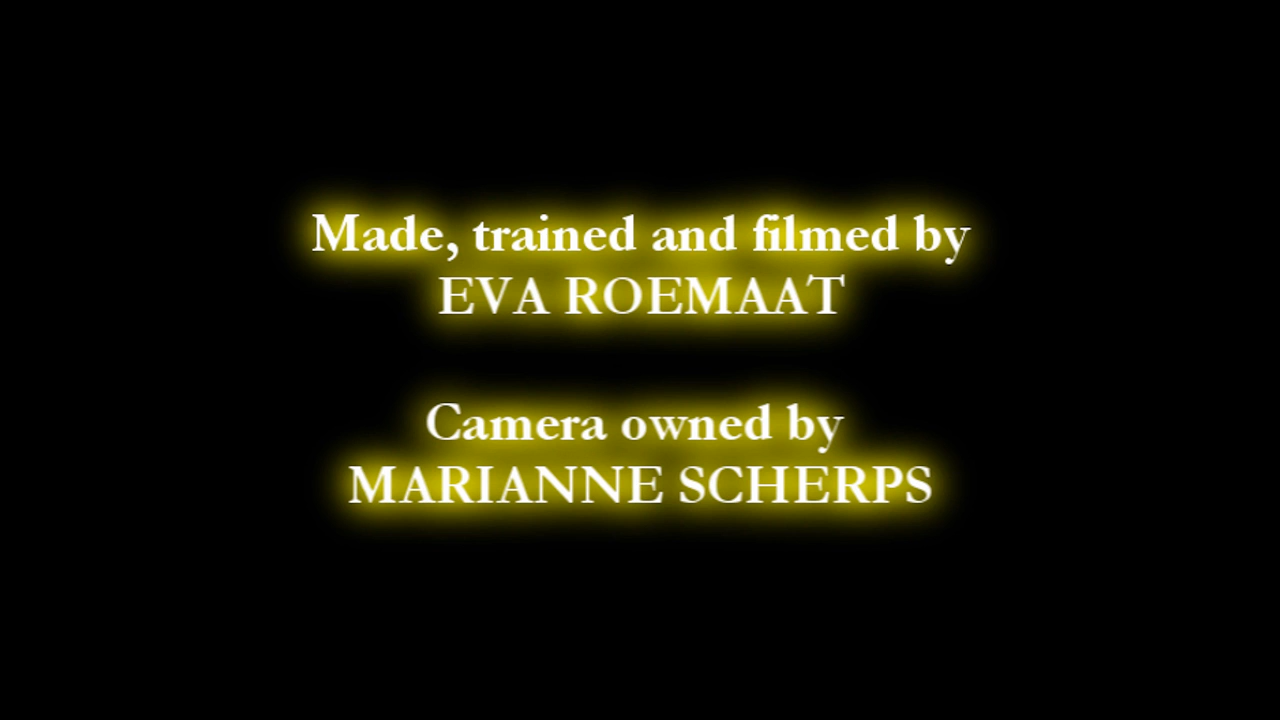 Made, trained and filmed by
EVA ROEMAAT
Camera owned by
MARIANNE SCHERPS